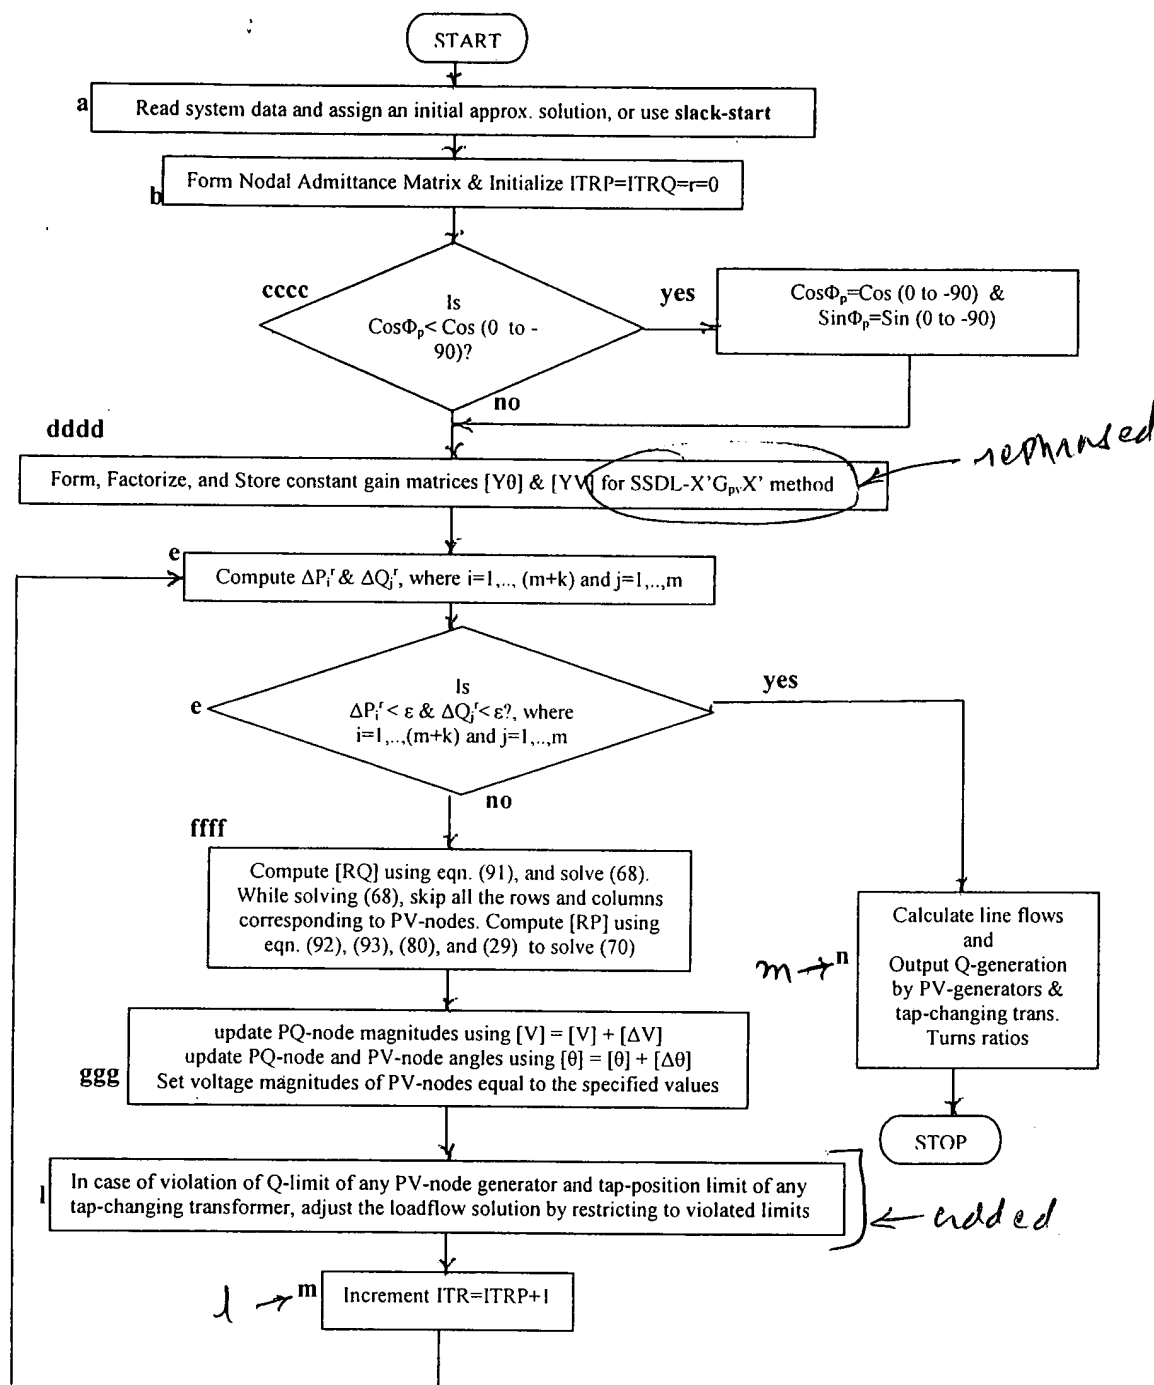 START
a
Read system data and assign an initial approx. solution, or use slack-start
b
Form Nodal Admittance Matrix & Initialize ITRP=ITRQ=r=0
cccc
Is
CosΦp< Cos (0 to -
90)?
yes
CosΦp=Cos (0 to -90) &
SinΦp=Sin (0 to -90)
no
dddd
rephrased
Form, Factorize, and Store constant gain matrices [Yθ] & [YV] for SSDL-X'GpvX' method
e
Compute ΔPi^r & ΔQj^r, where i=1,.., (m+k) and j=1,..,m
e
Is
ΔPi^r < ε & ΔQj^r< ε?, where
i=1,..,(m+k) and j=1,..,m
yes
no
ffff
Compute [RQ] using eqn. (91), and solve (68).
While solving (68), skip all the rows and columns
corresponding to PV-nodes. Compute [RP] using
eqn. (92), (93), (80), and (29) to solve (70)
m → n
Calculate line flows
and
Output Q-generation
by PV-generators &
tap-changing trans.
Turns ratios
ggg
update PQ-node magnitudes using [V] = [V] + [ΔV]
update PQ-node and PV-node angles using [θ] = [θ] + [Δθ]
Set voltage magnitudes of PV-nodes equal to the specified values
STOP
l
In case of violation of Q-limit of any PV-node generator and tap-position limit of any
tap-changing transformer, adjust the loadflow solution by restricting to violated limits
← added
l → m
Increment ITR=ITRP+1